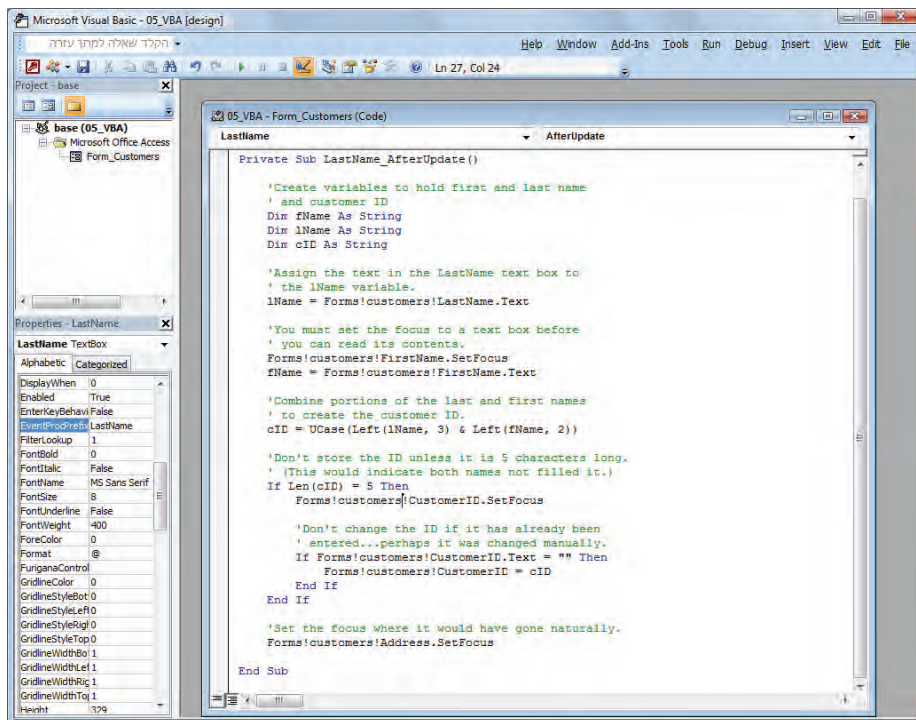 Microsoft Visual Basic - 05_VBA [design]
הקלד שאלה למתך עזרה
Help Window Add-Ins Tools Run Debug Insert View Edit File
Ln 27, Col 24
Project - base
base (05_VBA)
Microsoft Office Access
Form_Customers
Properties - LastName
LastName TextBox
Alphabetic Categorized
DisplayWhen 0
Enabled True
EnterKeyBehavi False
EventProcPrefix LastName
FilterLookup 1
FontBold 0
FontItalic False
FontName MS Sans Serif
FontSize 8
FontUnderline False
FontWeight 400
ForeColor 0
Format @
FuriganaControl
GridlineColor 0
GridlineStyleBot 0
GridlineStyleLeft 0
GridlineStyleRigl 0
GridlineStyleTop 0
GridlineWidthBo 1
GridlineWidthLef 1
GridlineWidthRig 1
GridlineWidthTo 1
Height 329
05_VBA - Form_Customers (Code)
LastName AfterUpdate
Private Sub LastName_AfterUpdate()
'Create variables to hold first and last name
' and customer ID
Dim fName As String
Dim lName As String
Dim cID As String
'Assign the text in the LastName text box to
' the lName variable.
lName = Forms!customers!LastName.Text
'You must set the focus to a text box before
' you can read its contents.
Forms!customers!FirstName.SetFocus
fName = Forms!customers!FirstName.Text
'Combine portions of the last and first names
' to create the customer ID.
cID = UCase(Left(lName, 3) & Left(fName, 2))
'Don't store the ID unless it is 5 characters long.
' (This would indicate both names not filled it.)
If Len(cID) = 5 Then
Forms!customers!CustomerID.SetFocus
'Don't change the ID if it has already been
' entered...perhaps it was changed manually.
If Forms!customers!CustomerID.Text = "" Then
Forms!customers!CustomerID = cID
End If
End If
'Set the focus where it would have gone naturally.
Forms!customers!Address.SetFocus
End Sub